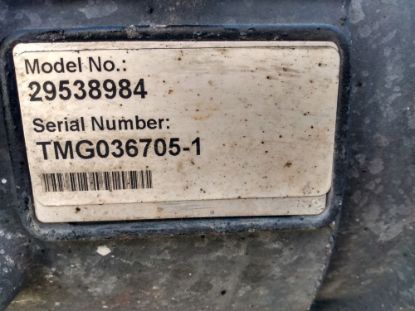 Model No.:
29538984
Serial Number:
TMG036705-1